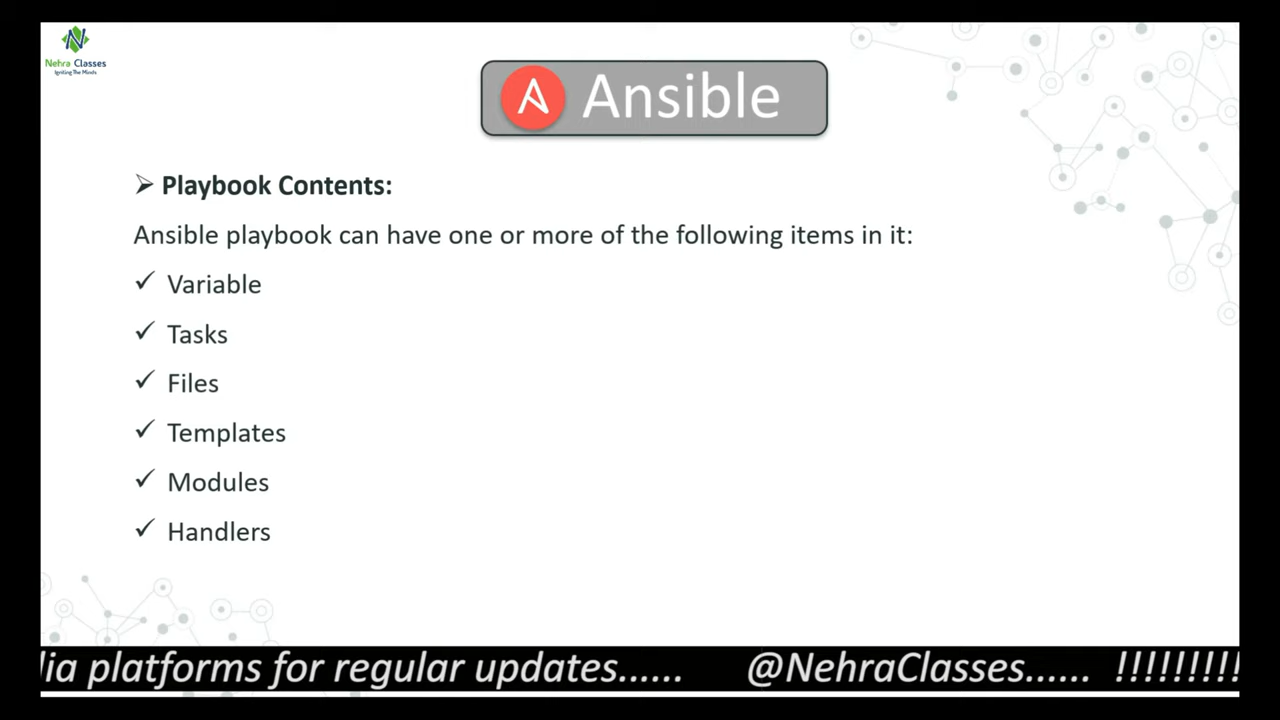 Nehra Classes
Igniting The Minds
Ansible
➢ Playbook Contents:
Ansible playbook can have one or more of the following items in it:
✓ Variable
✓ Tasks
✓ Files
✓ Templates
✓ Modules
✓ Handlers
platforms for regular updates...... @NehraClasses...... !!!!!!!!!